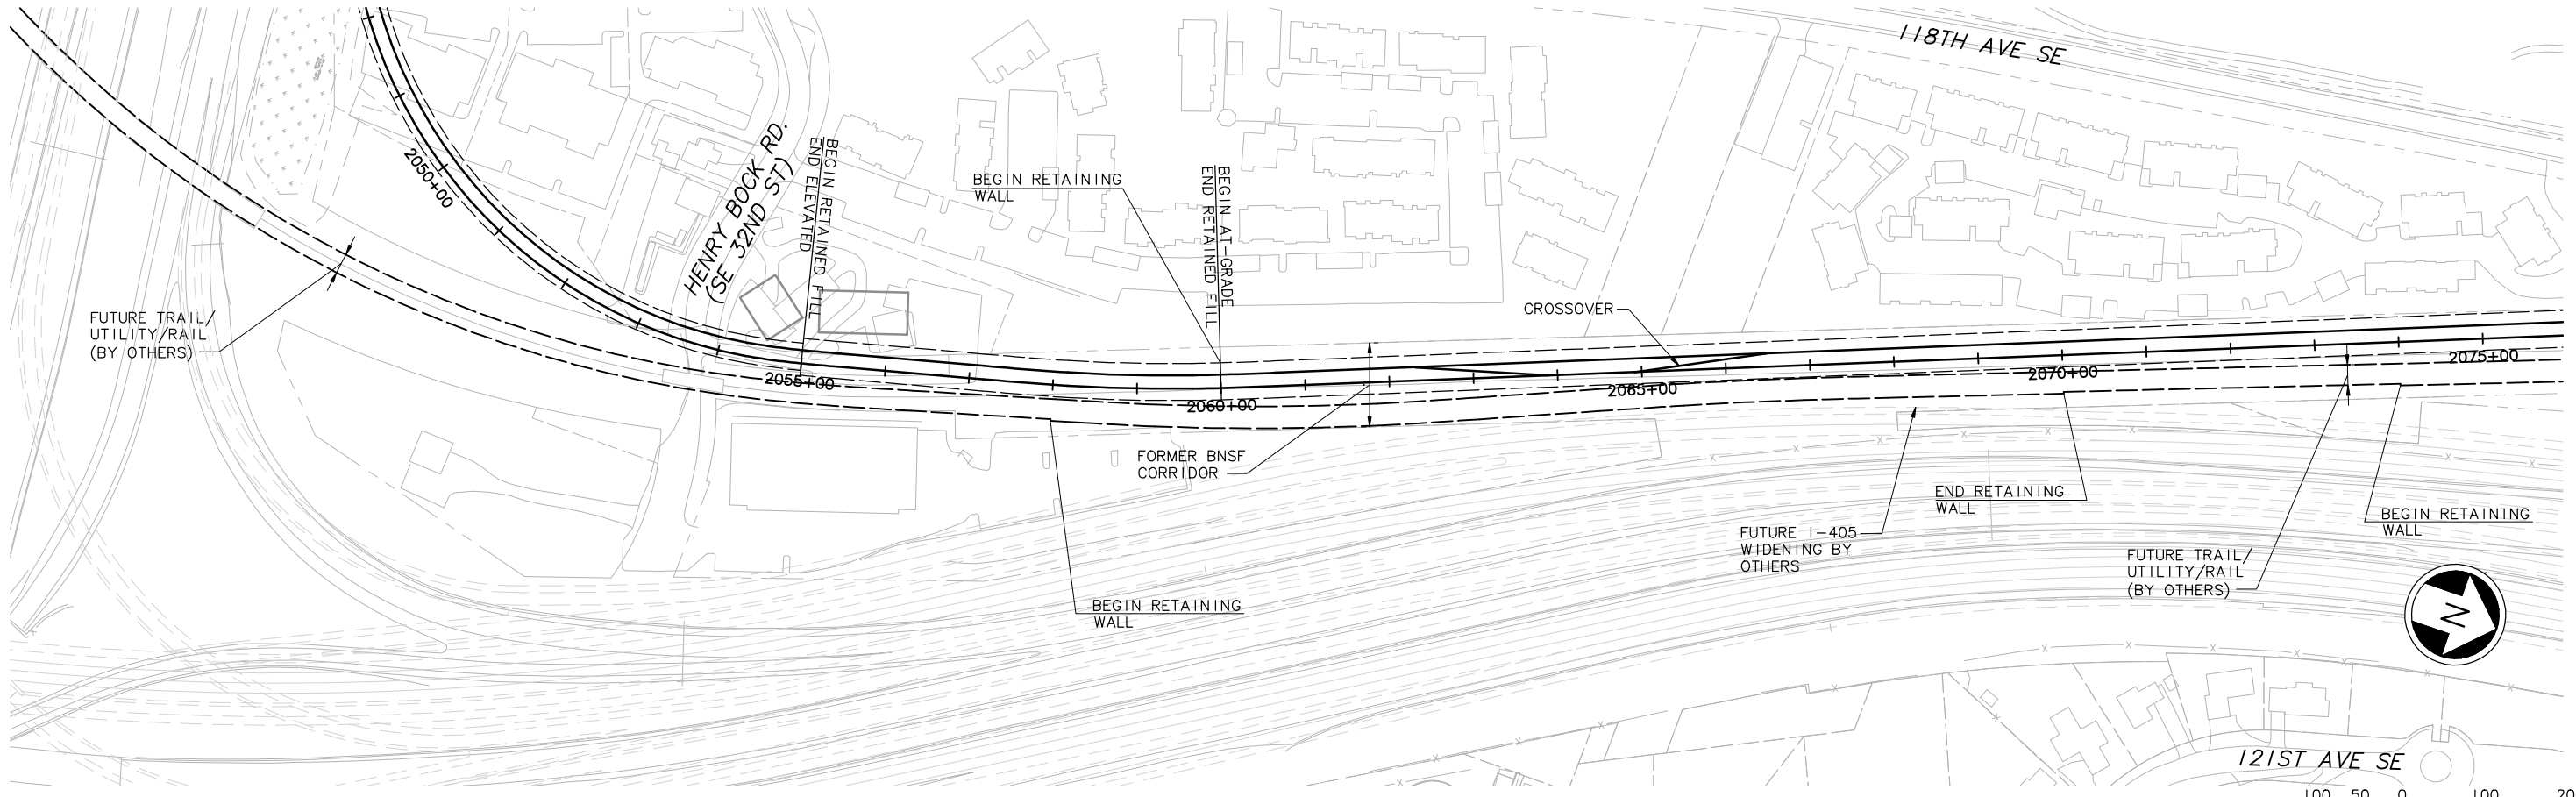 118TH AVE SE
HENRY BOCK RD.
(SE 32ND ST)
BEGIN RETAINED FILL
END ELEVATED
BEGIN RETAINING
WALL
BEGIN AT-GRADE
END RETAINED FILL
2050+00
FUTURE TRAIL/
UTILITY/RAIL
(BY OTHERS)
CROSSOVER
2055+00
2060+00
2065+00
2070+00
2075+00
FORMER BNSF
CORRIDOR
END RETAINING
WALL
BEGIN RETAINING
WALL
FUTURE I-405
WIDENING BY
OTHERS
FUTURE TRAIL/
UTILITY/RAIL
(BY OTHERS)
BEGIN RETAINING
WALL
N
121ST AVE SE
100 50 0 100